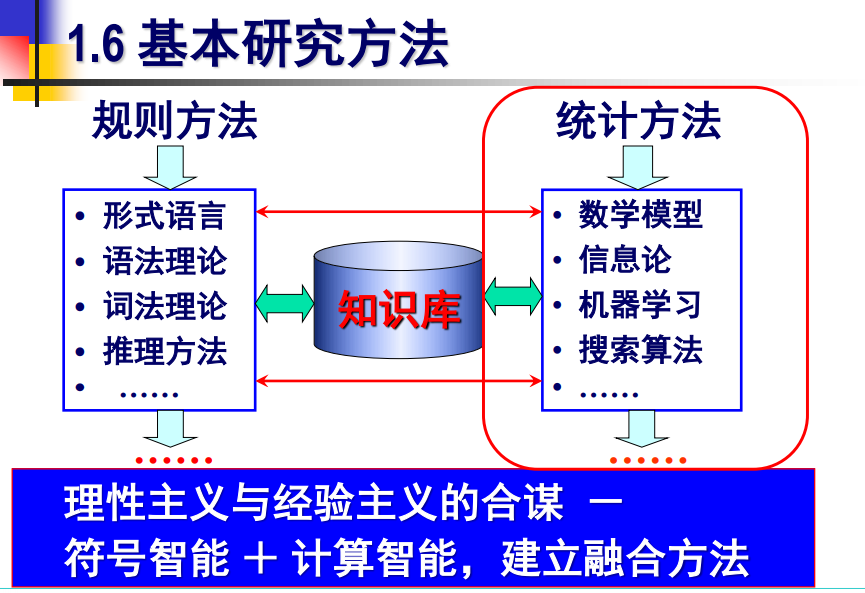 1.6 基本研究方法
规则方法
• 形式语言
• 语法理论
• 词法理论
• 推理方法
• ……
……
知识库
统计方法
• 数学模型
• 信息论
• 机器学习
• 搜索算法
• ……
……
理性主义与经验主义的合谋 －
符号智能 ＋ 计算智能，建立融合方法